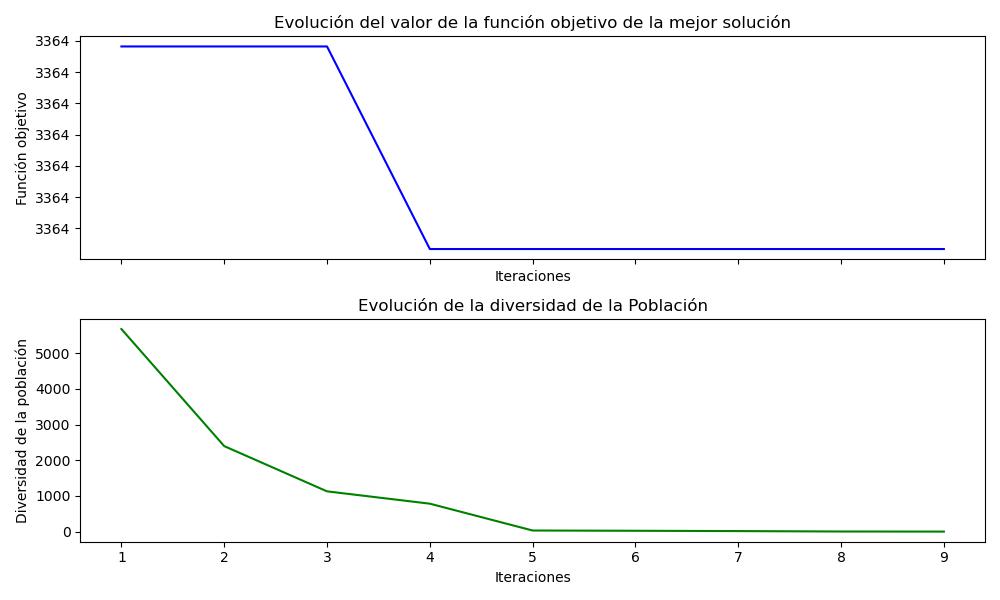 Evolución del valor de la función objetivo de la mejor solución
Función objetivo
3364
3364
3364
3364
3364
3364
3364
Iteraciones
Evolución de la diversidad de la Población
Diversidad de la población
5000
4000
3000
2000
1000
0
1 2 3 4 5 6 7 8 9
Iteraciones